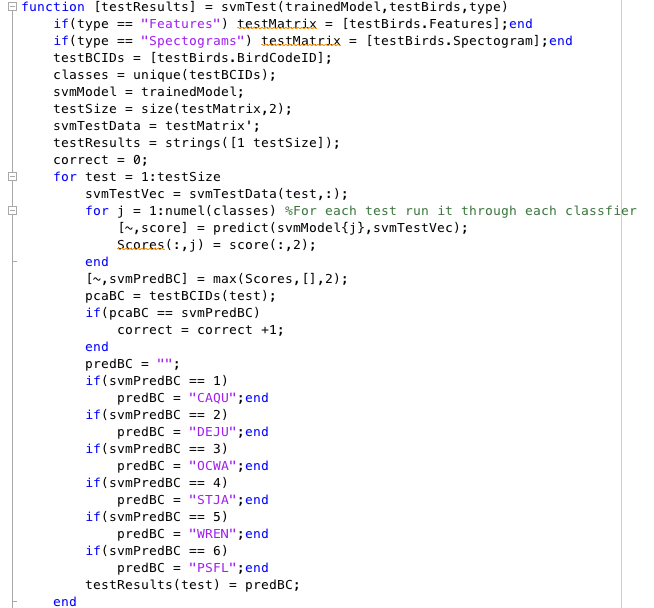 function [testResults] = svmTest(trainedModel,testBirds,type)
if(type == "Features") testMatrix = [testBirds.Features];end
if(type == "Spectograms") testMatrix = [testBirds.Spectogram];end
testBCIDs = [testBirds.BirdCodeID];
classes = unique(testBCIDs);
svmModel = trainedModel;
testSize = size(testMatrix,2);
svmTestData = testMatrix';
testResults = strings([1 testSize]);
correct = 0;
for test = 1:testSize
svmTestVec = svmTestData(test,:);
for j = 1:numel(classes) %For each test run it through each classfier
[~,score] = predict(svmModel{j},svmTestVec);
Scores(:,j) = score(:,2);
end
[~,svmPredBC] = max(Scores,[],2);
pcaBC = testBCIDs(test);
if(pcaBC == svmPredBC)
correct = correct +1;
end
predBC = "";
if(svmPredBC == 1)
predBC = "CAQU";end
if(svmPredBC == 2)
predBC = "DEJU";end
if(svmPredBC == 3)
predBC = "OCWA";end
if(svmPredBC == 4)
predBC = "STJA";end
if(svmPredBC == 5)
predBC = "WREN";end
if(svmPredBC == 6)
predBC = "PSFL";end
testResults(test) = predBC;
end